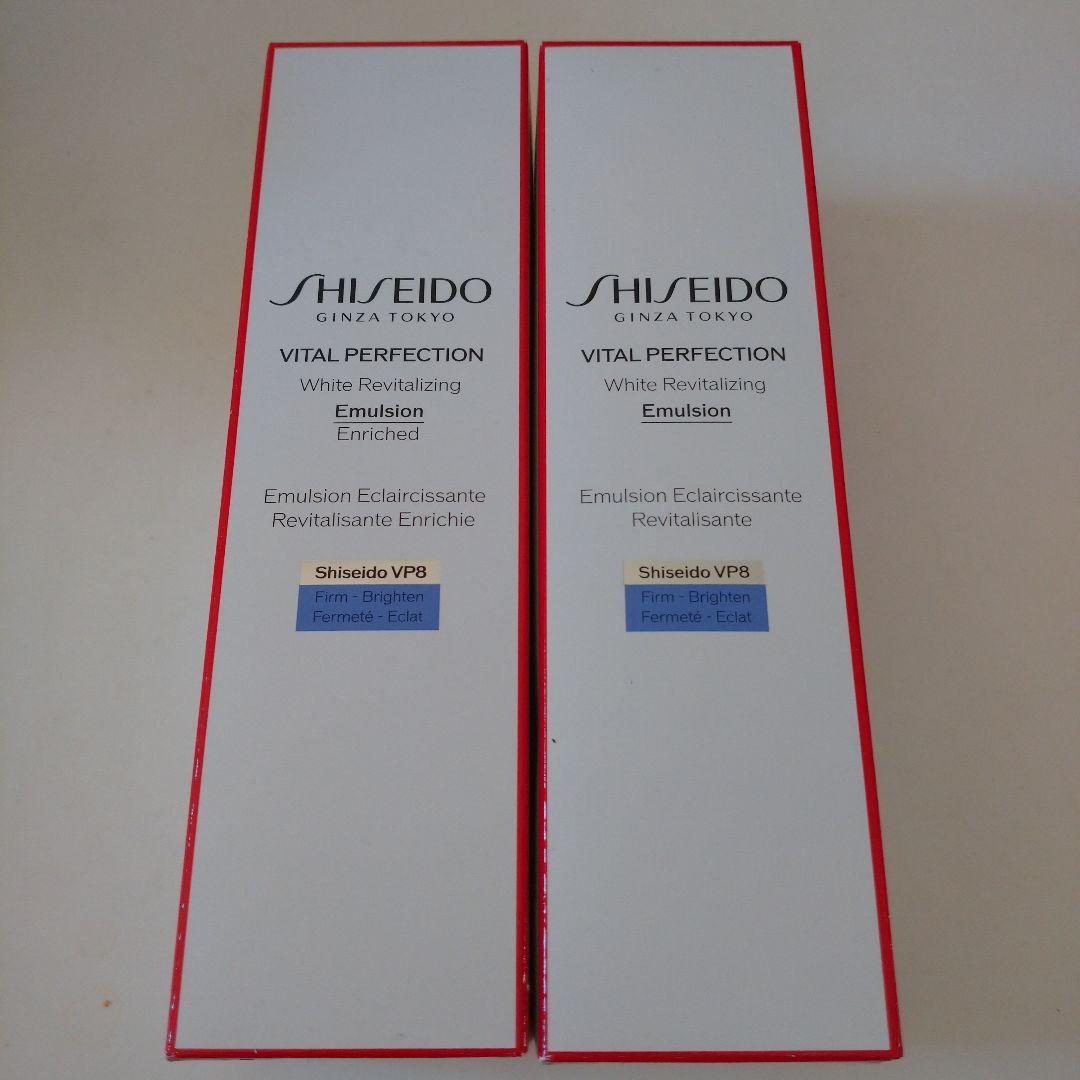 SHISEIDO
GINZA TOKYO
VITAL PERFECTION
White Revitalizing
Emulsion
Enriched
Emulsion Eclaircissante
Revitalisante Enrichie
Shiseido VP8
Firm - Brighten
Fermeté - Eclat
SHISEIDO
GINZA TOKYO
VITAL PERFECTION
White Revitalizing
Emulsion
Emulsion Eclaircissante
Revitalisante
Shiseido VP8
Firm - Brighten
Fermeté - Eclat